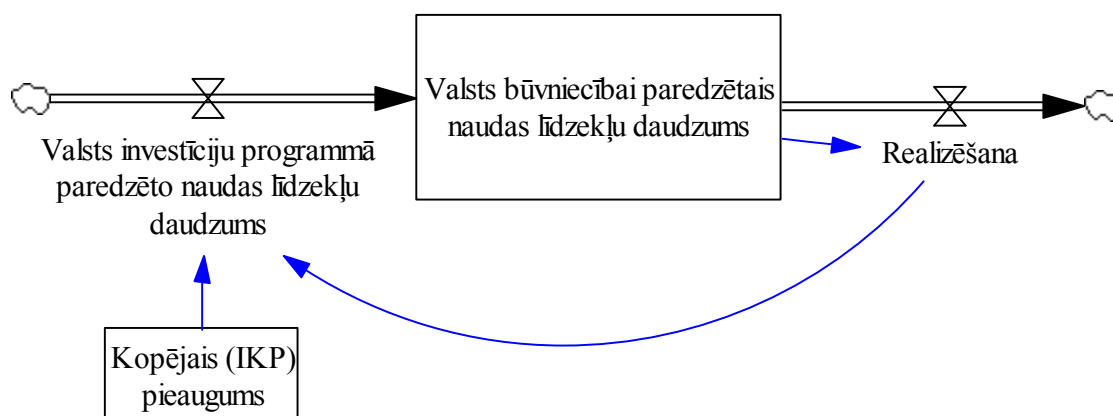 Valsts būvniecībai paredzētais
naudas līdzekļu daudzums
Valsts investīciju programmā
paredzēto naudas līdzekļu
daudzums
Realizēšana
Kopējais (IKP)
pieaugums